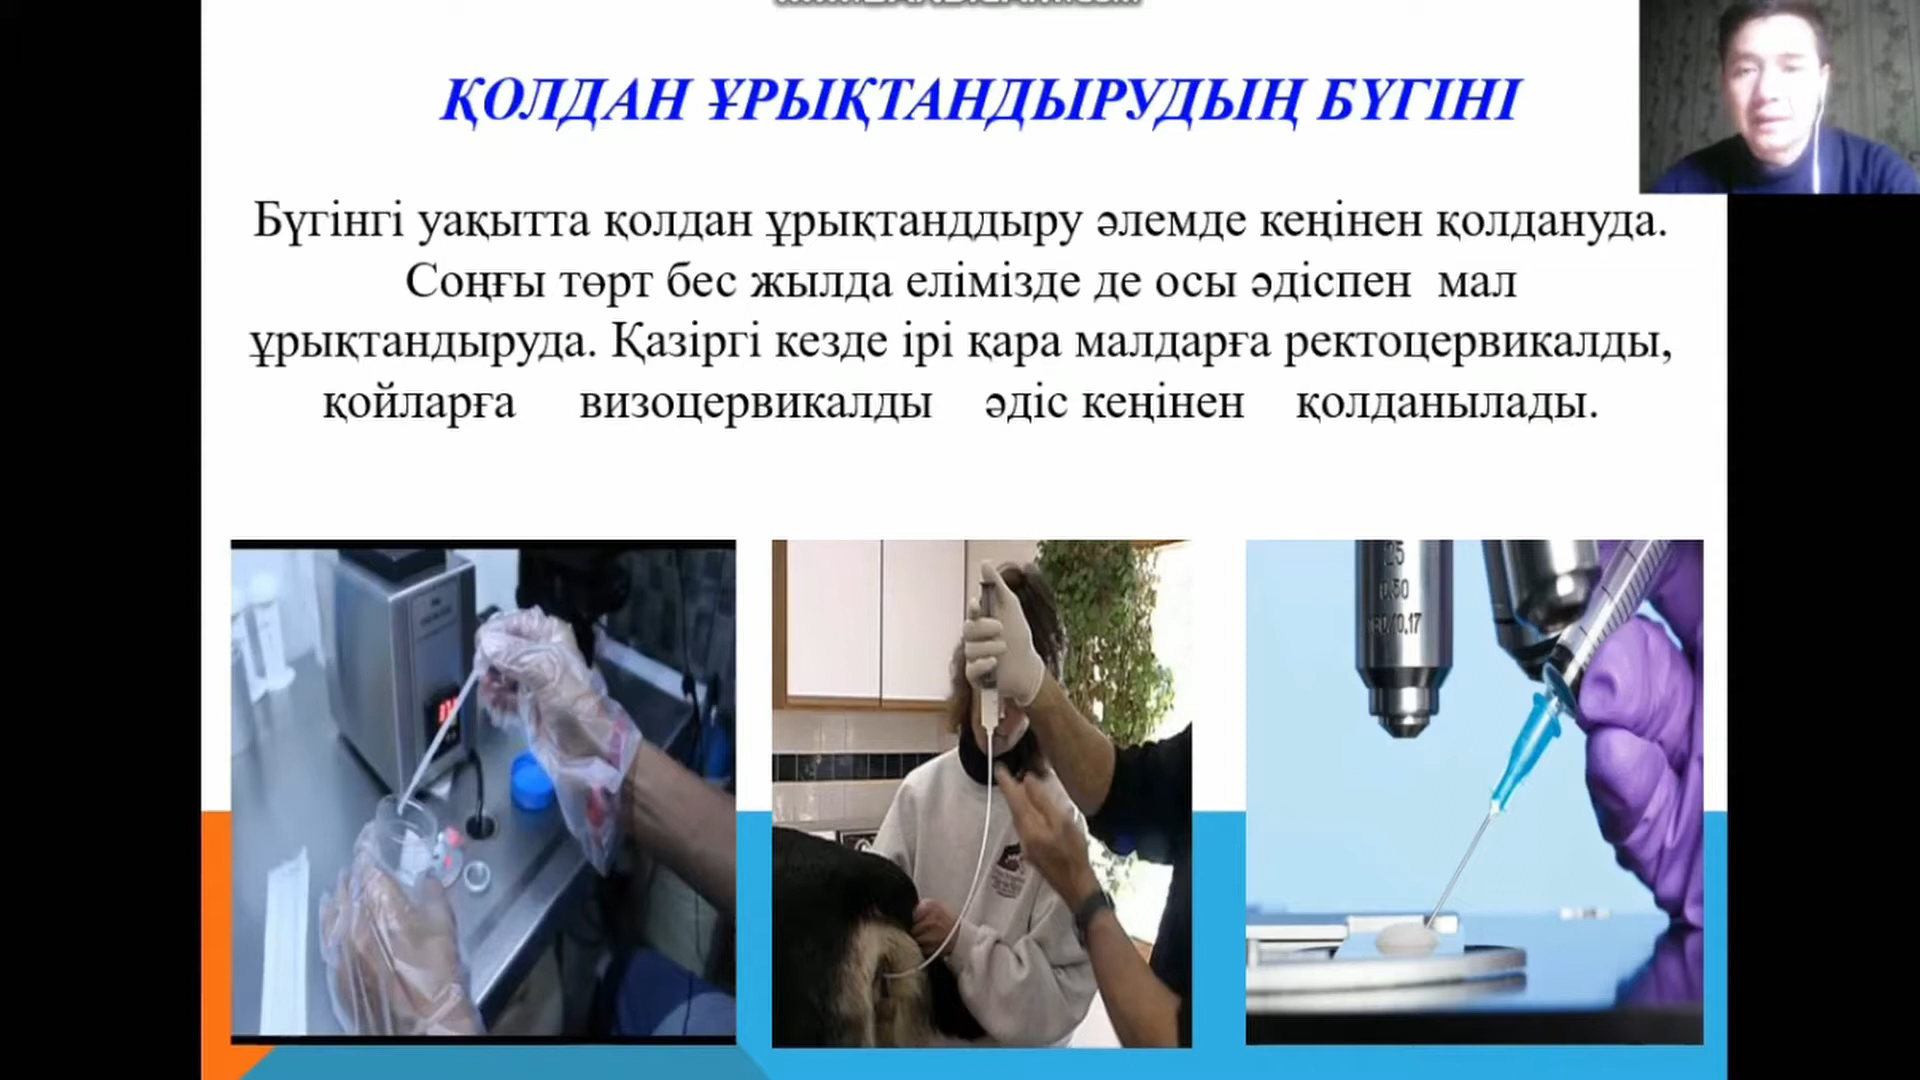 ҚОЛДАН ҰРЫҚТАНДЫРУДЫҢ БҮГІНІ
Бүгінгі уақытта қолдан ұрықтанддыру әлемде кеңінен қолдануда.
Соңғы төрт бес жылда елімізде де осы әдіспен мал
ұрықтандыруда. Қазіргі кезде ірі қара малдарға ректоцервикалды,
қойларға визоцервикалды әдіс кеңінен қолданылады.